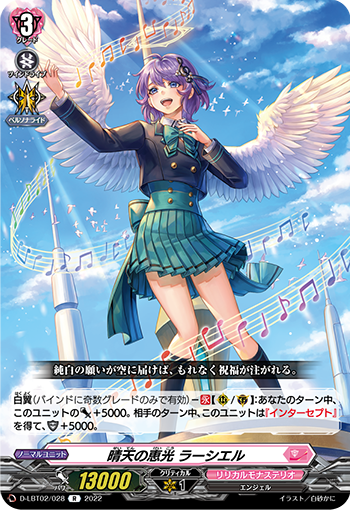 3
グレード
ツインドライブ!!
ペルソナライド
純白の願いが空に届けば、もれなく祝福が注がれる。
百翼(バインドに奇数グレードのみで有効)-永【V/R】:あなたのターン中、
このユニットの+5000。相手のターン中、このユニットは『インターセプト』
を得て、+5000。
ノーマルユニット
晴天の恵光 ラーシエル
パワー
13000
クリティカル
1
リリカルモナステリオ
エンジェル
D-LBT02/028 R 2022
イラスト/白砂かに